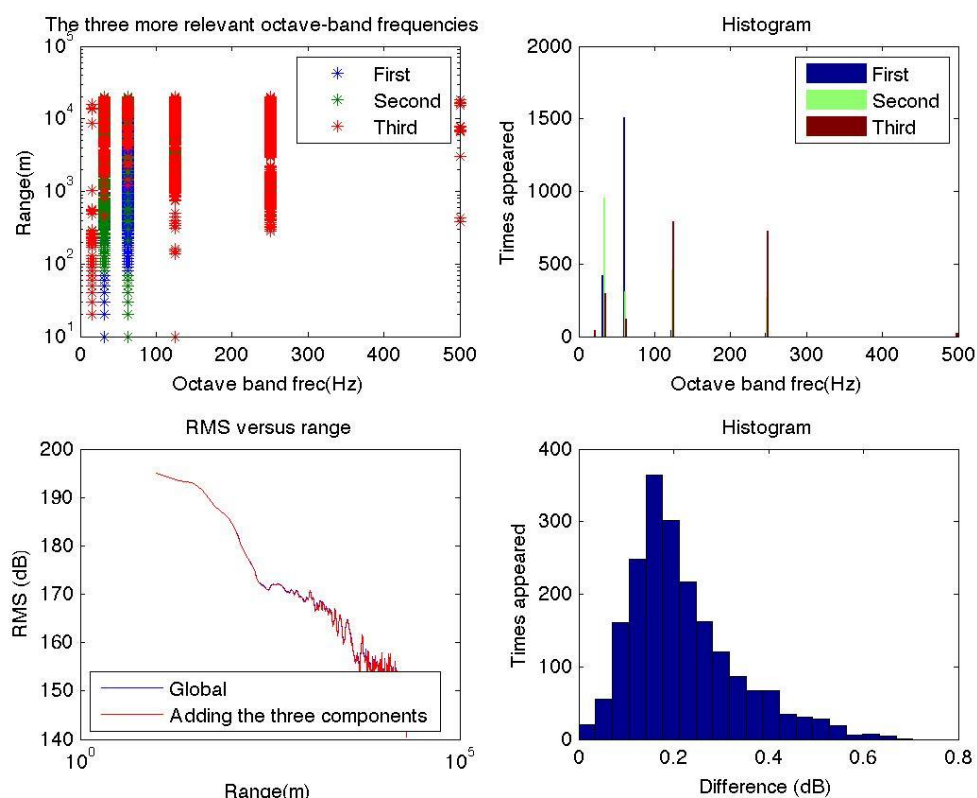 The three more relevant octave-band frequencies
10^5
10^4
10^3
10^2
10^1
Range(m)
First
Second
Third
0 100 200 300 400 500
Octave band frec(Hz)
Histogram
2000
1500
1000
500
0
Times appeared
First
Second
Third
0 100 200 300 400 500
Octave band frec(Hz)
RMS versus range
200
190
180
170
160
150
140
RMS (dB)
Global
Adding the three components
10^0 10^5
Range(m)
Histogram
400
300
200
100
0
Times appeared
0 0.2 0.4 0.6 0.8
Difference (dB)